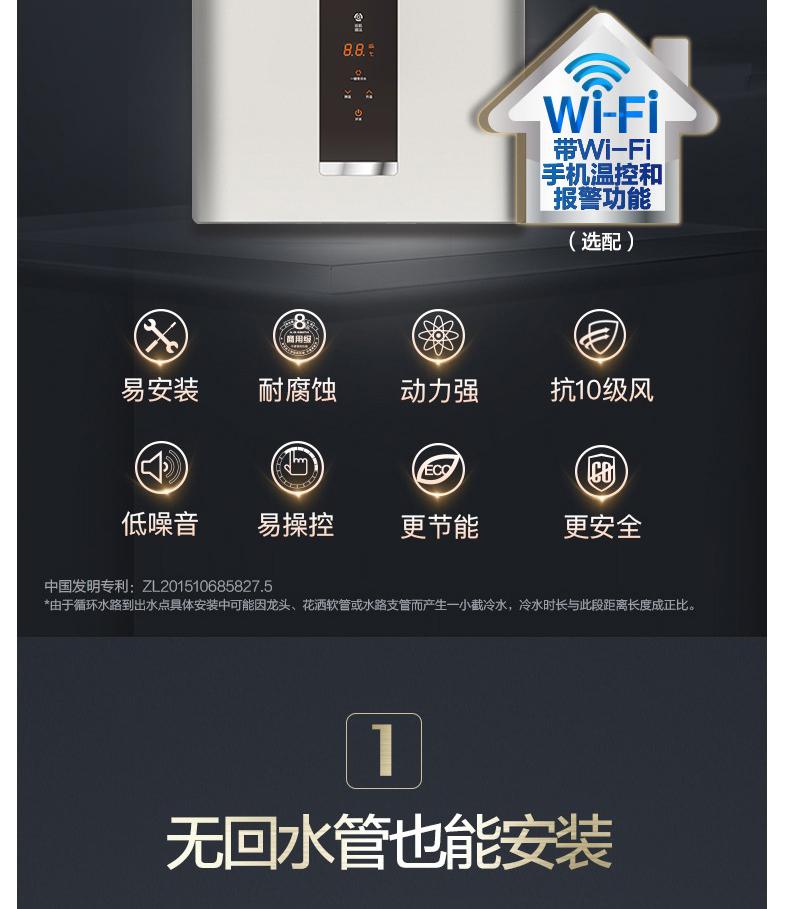 8.8.
℃
Wi-Fi
带Wi-Fi
手机温控和
报警功能
（选配）
8
商用级
易安装
耐腐蚀
动力强
抗10级风
ECO
CO
低噪音
易操控
更节能
更安全
中国发明专利：ZL201510685827.5
*由于循环水路到出水点具体安装中可能因龙头、花洒软管或水路支管而产生一小截冷水，冷水时长与此段距离长度成正比。
1
无回水管也能安装